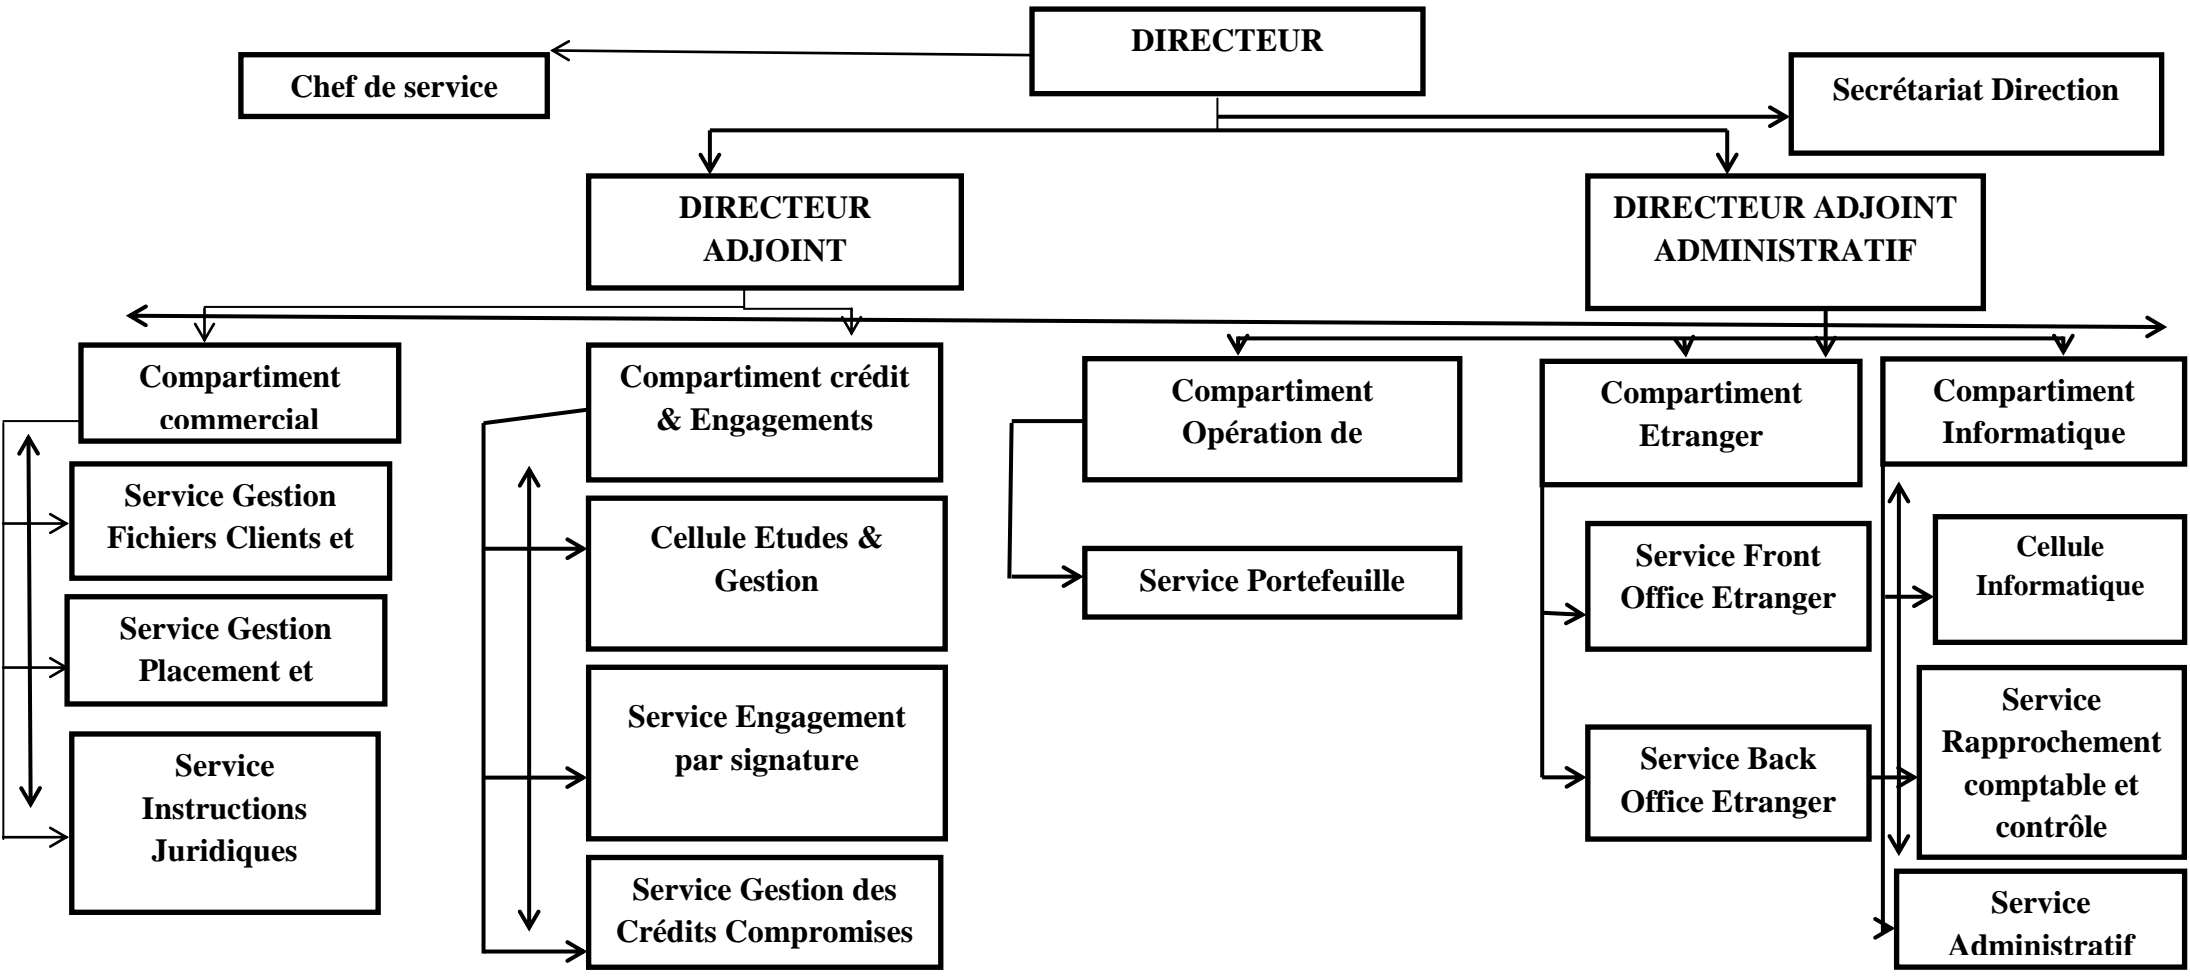 DIRECTEUR
Chef de service
Secrétariat Direction
DIRECTEUR
ADJOINT
DIRECTEUR ADJOINT
ADMINISTRATIF
Compartiment
commercial
Compartiment crédit
& Engagements
Compartiment
Opération de
Compartiment
Etranger
Compartiment
Informatique
Service Gestion
Fichiers Clients et
Service Gestion
Placement et
Service
Instructions
Juridiques
Cellule Etudes &
Gestion
Service Engagement
par signature
Service Gestion des
Crédits Compromises
Service Portefeuille
Service Front
Office Etranger
Service Back
Office Etranger
Cellule
Informatique
Service
Rapprochement
comptable et
contrôle
Service
Administratif